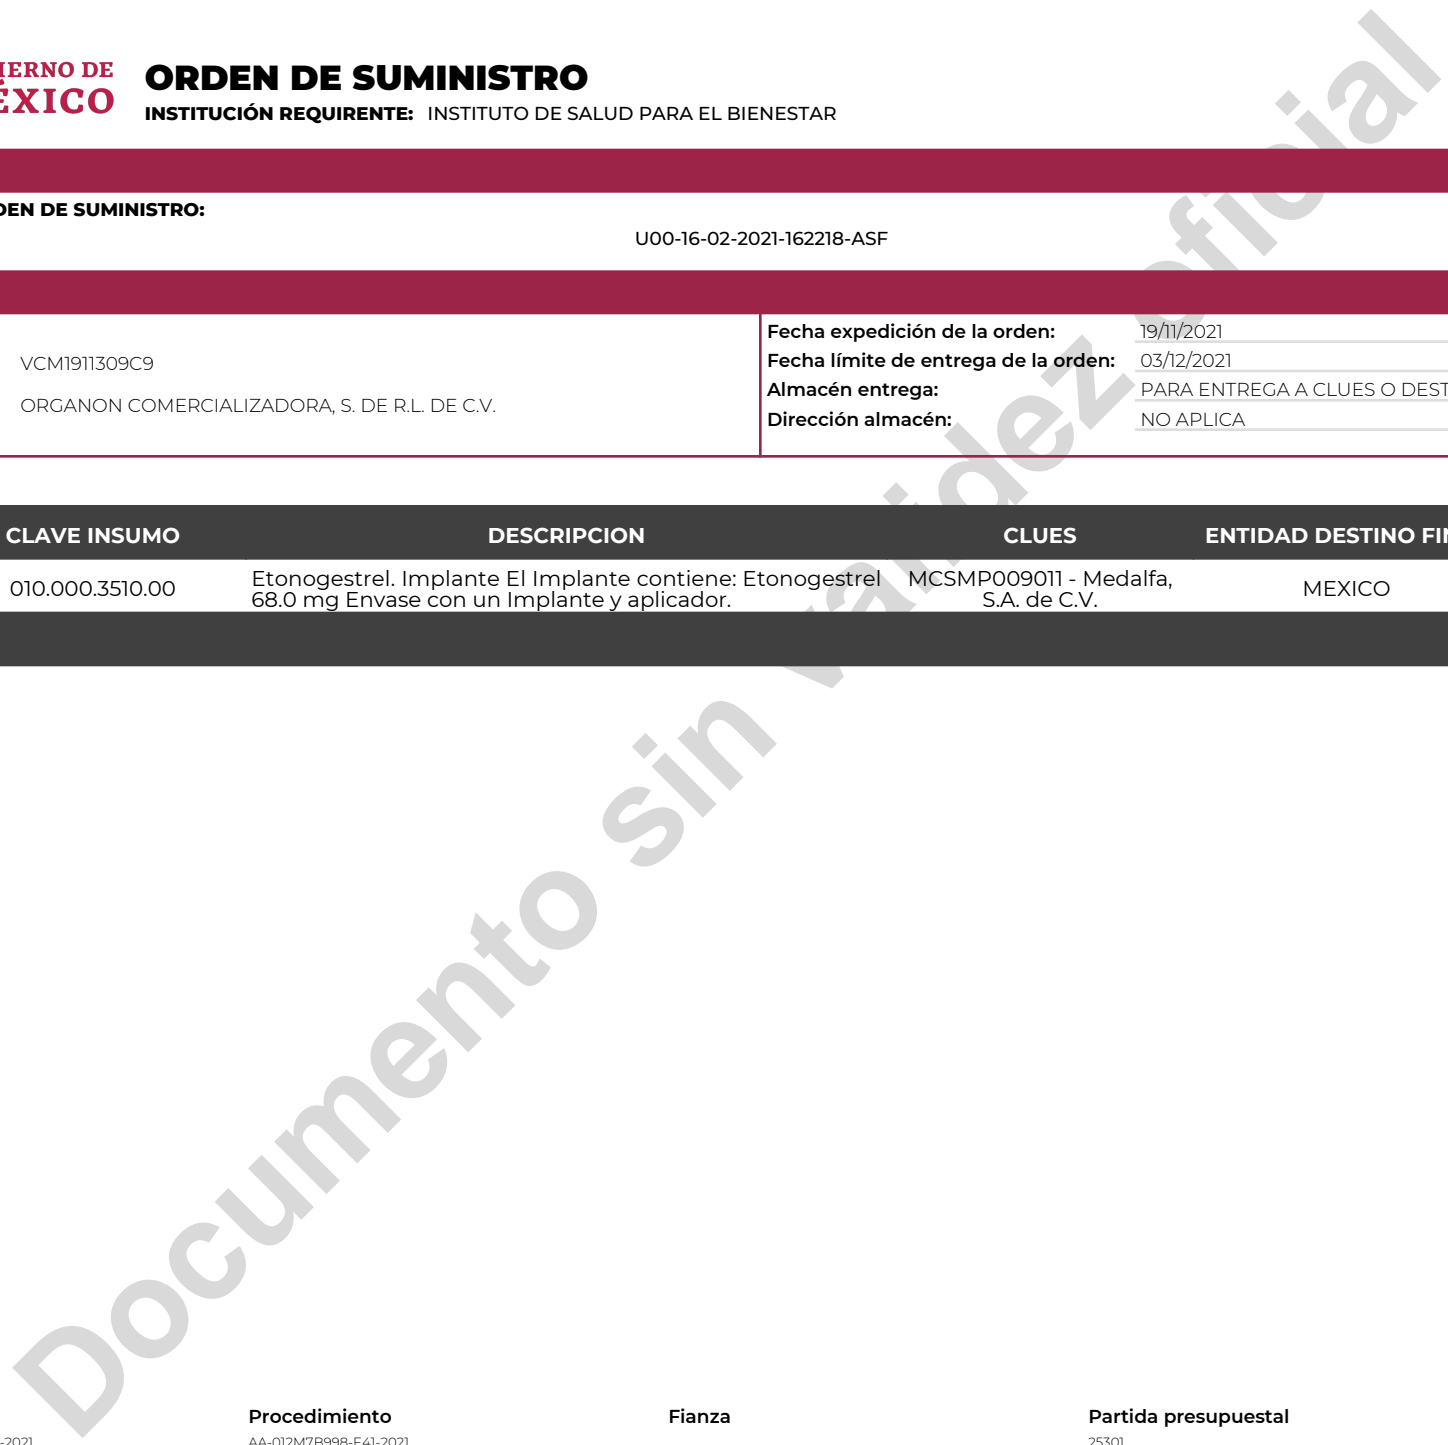 IERNO DE
ÉXICO
ORDEN DE SUMINISTRO
INSTITUCIÓN REQUIRENTE: INSTITUTO DE SALUD PARA EL BIENESTAR
DEN DE SUMINISTRO:
U00-16-02-2021-162218-ASF
VCM1911309C9
ORGANON COMERCIALIZADORA, S. DE R.L. DE C.V.
Fecha expedición de la orden: 19/11/2021
Fecha límite de entrega de la orden: 03/12/2021
Almacén entrega: PARA ENTREGA A CLUES O DEST
Dirección almacén: NO APLICA
CLAVE INSUMO DESCRIPCION CLUES ENTIDAD DESTINO FIN
010.000.3510.00
Etonogestrel. Implante El Implante contiene: Etonogestrel
68.0 mg Envase con un Implante y aplicador.
MCSMP009011 - Medalfa,
S.A. de C.V.
MEXICO
Documento sin validez oficial
Procedimiento Fianza Partida presupuestal
-2021 AA-012M7B998-E41-2021 25301